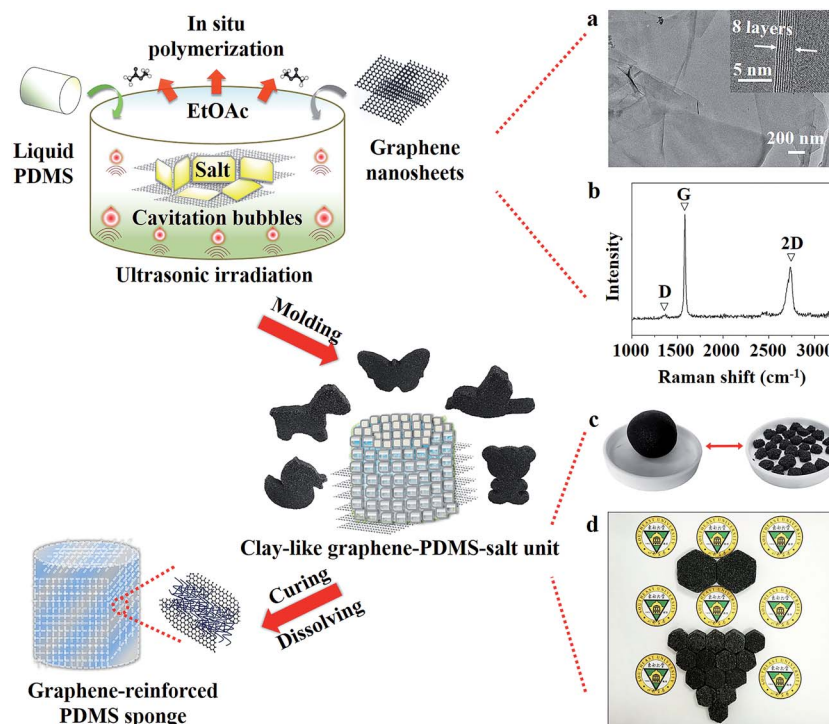 In situ
polymerization
EtOAc
Liquid
PDMS
Salt
Graphene
nanosheets
Cavitation bubbles
Ultrasonic irradiation
Molding
Clay-like graphene-PDMS-salt unit
Curing
Dissolving
Graphene-reinforced
PDMS sponge
a
8 layers
5 nm
200 nm
b
Intensity
G
D
2D
1000 1500 2000 2500 3000
Raman shift (cm⁻¹)
c
d